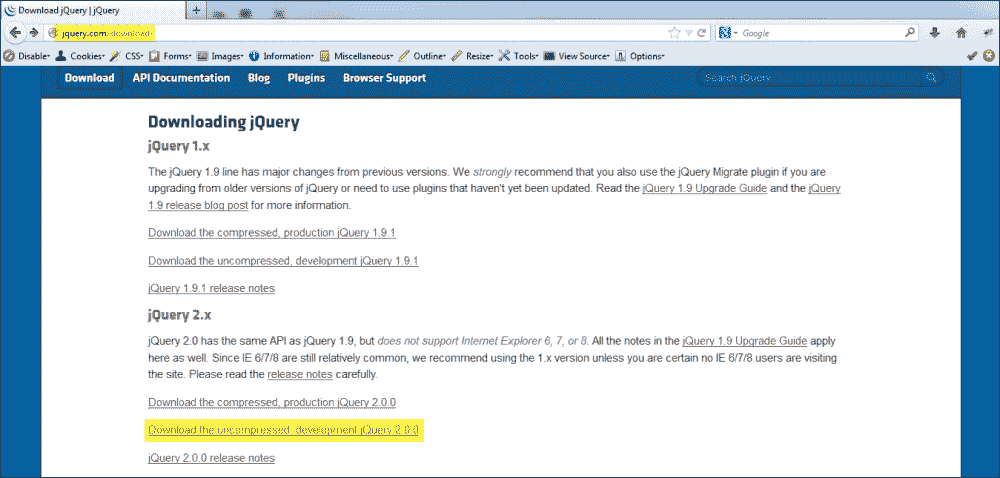 Download jQuery | jQuery
jquery.com/download/
Google
Disable Cookies CSS Forms Images Information Miscellaneous Outline Resize Tools View Source Options
Download API Documentation Blog Plugins Browser Support Search jQuery
Downloading jQuery
jQuery 1.x
The jQuery 1.9 line has major changes from previous versions. We strongly recommend that you also use the jQuery Migrate plugin if you are
upgrading from older versions of jQuery or need to use plugins that haven't yet been updated. Read the jQuery 1.9 Upgrade Guide and the jQuery
1.9 release blog post for more information.
Download the compressed, production jQuery 1.9.1
Download the uncompressed, development jQuery 1.9.1
jQuery 1.9.1 release notes
jQuery 2.x
jQuery 2.0 has the same API as jQuery 1.9, but does not support Internet Explorer 6, 7, or 8. All the notes in the jQuery 1.9 Upgrade Guide apply
here as well. Since IE 6/7/8 are still relatively common, we recommend using the 1.x version unless you are certain no IE 6/7/8 users are visiting
the site. Please read the release notes carefully.
Download the compressed, production jQuery 2.0.0
Download the uncompressed, development jQuery 2.0.0
jQuery 2.0.0 release notes